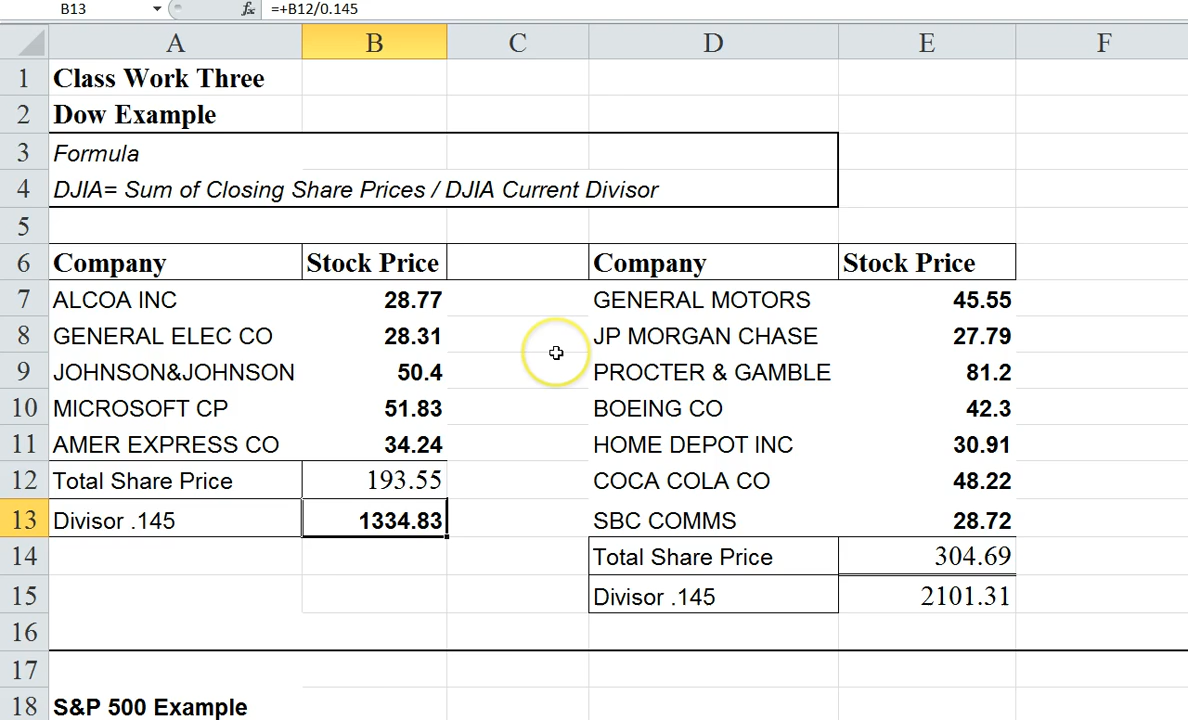 B13 fx =+B12/0.145
A B C D E F
1 Class Work Three
2 Dow Example
3 Formula
4 DJIA= Sum of Closing Share Prices / DJIA Current Divisor
5
6 Company Stock Price Company Stock Price
7 ALCOA INC 28.77 GENERAL MOTORS 45.55
8 GENERAL ELEC CO 28.31 JP MORGAN CHASE 27.79
9 JOHNSON&JOHNSON 50.4 PROCTER & GAMBLE 81.2
10 MICROSOFT CP 51.83 BOEING CO 42.3
11 AMER EXPRESS CO 34.24 HOME DEPOT INC 30.91
12 Total Share Price 193.55 COCA COLA CO 48.22
13 Divisor .145 1334.83 SBC COMMS 28.72
14 Total Share Price 304.69
15 Divisor .145 2101.31
16
17
18 S&P 500 Example